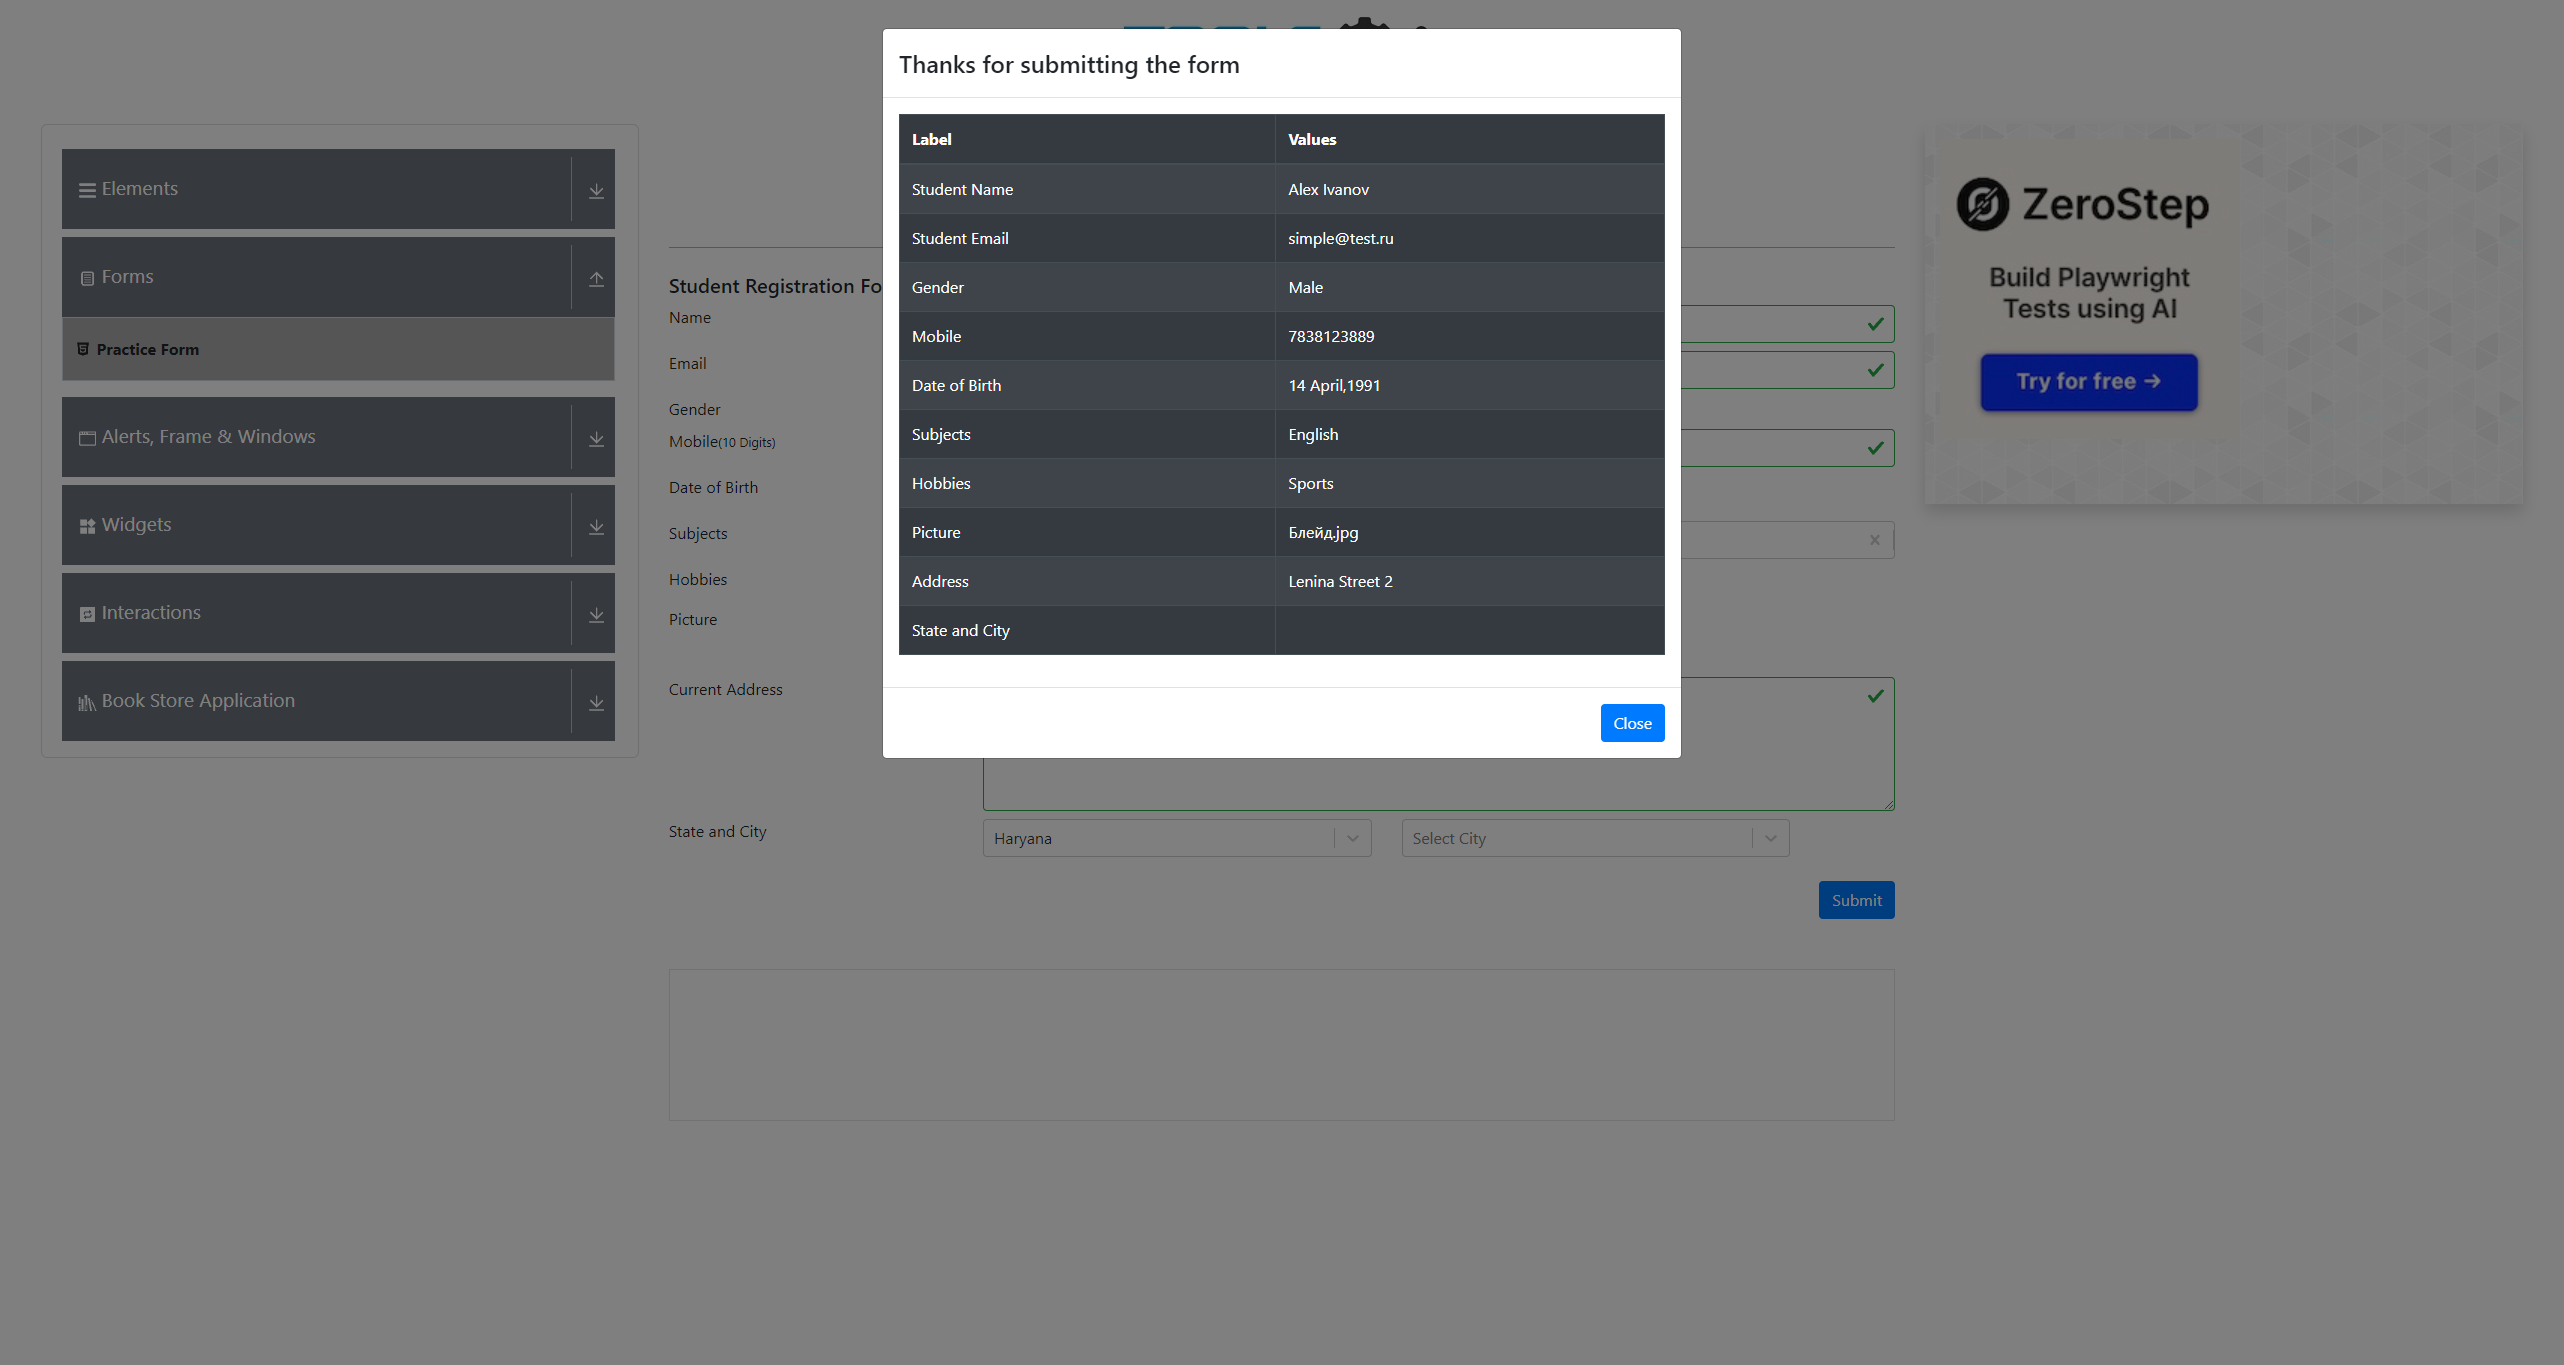 Thanks for submitting the form
Label Values
Student Name Alex Ivanov
Student Email simple@test.ru
Gender Male
Mobile 7838123889
Date of Birth 14 April,1991
Subjects English
Hobbies Sports
Picture Блейд.jpg
Address Lenina Street 2
State and City
Close
Elements
Forms
Practice Form
Alerts, Frame & Windows
Widgets
Interactions
Book Store Application
Student Registration Fo
Name
Email
Gender
Mobile(10 Digits)
Date of Birth
Subjects
Hobbies
Picture
Current Address
State and City Haryana Select City
Submit
ZeroStep
Build Playwright
Tests using AI
Try for free →